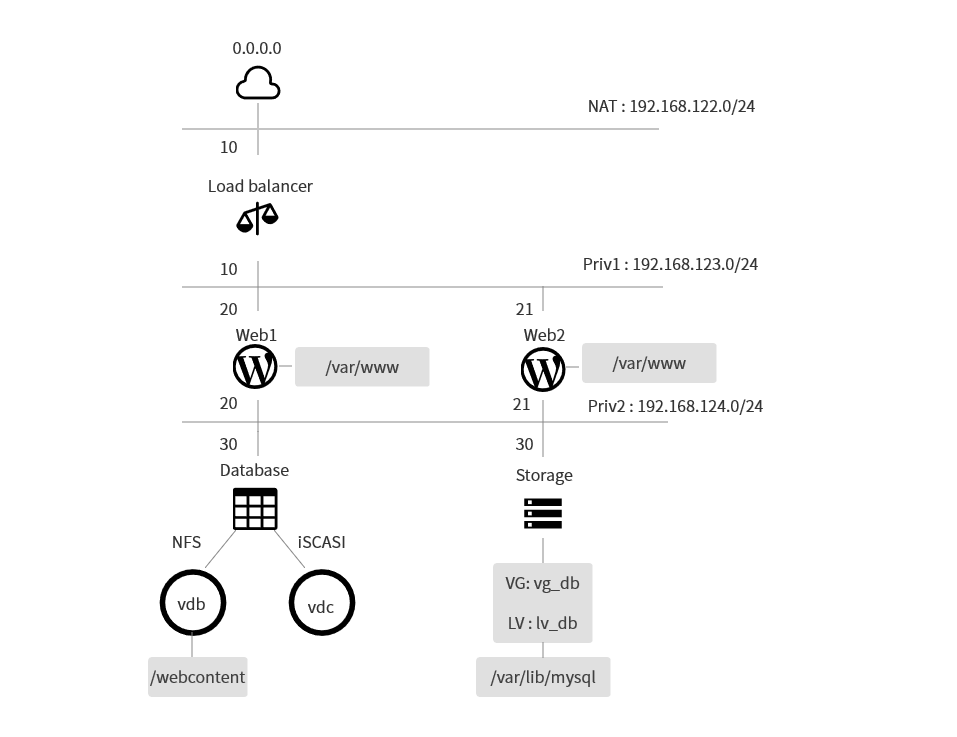 0.0.0.0
NAT : 192.168.122.0/24
10
Load balancer
10
Priv1 : 192.168.123.0/24
20
21
Web1
Web2
/var/www
/var/www
20
21
Priv2 : 192.168.124.0/24
30
30
Database
Storage
NFS
iSCASI
vdb
vdc
VG: vg_db
LV : lv_db
/webcontent
/var/lib/mysql